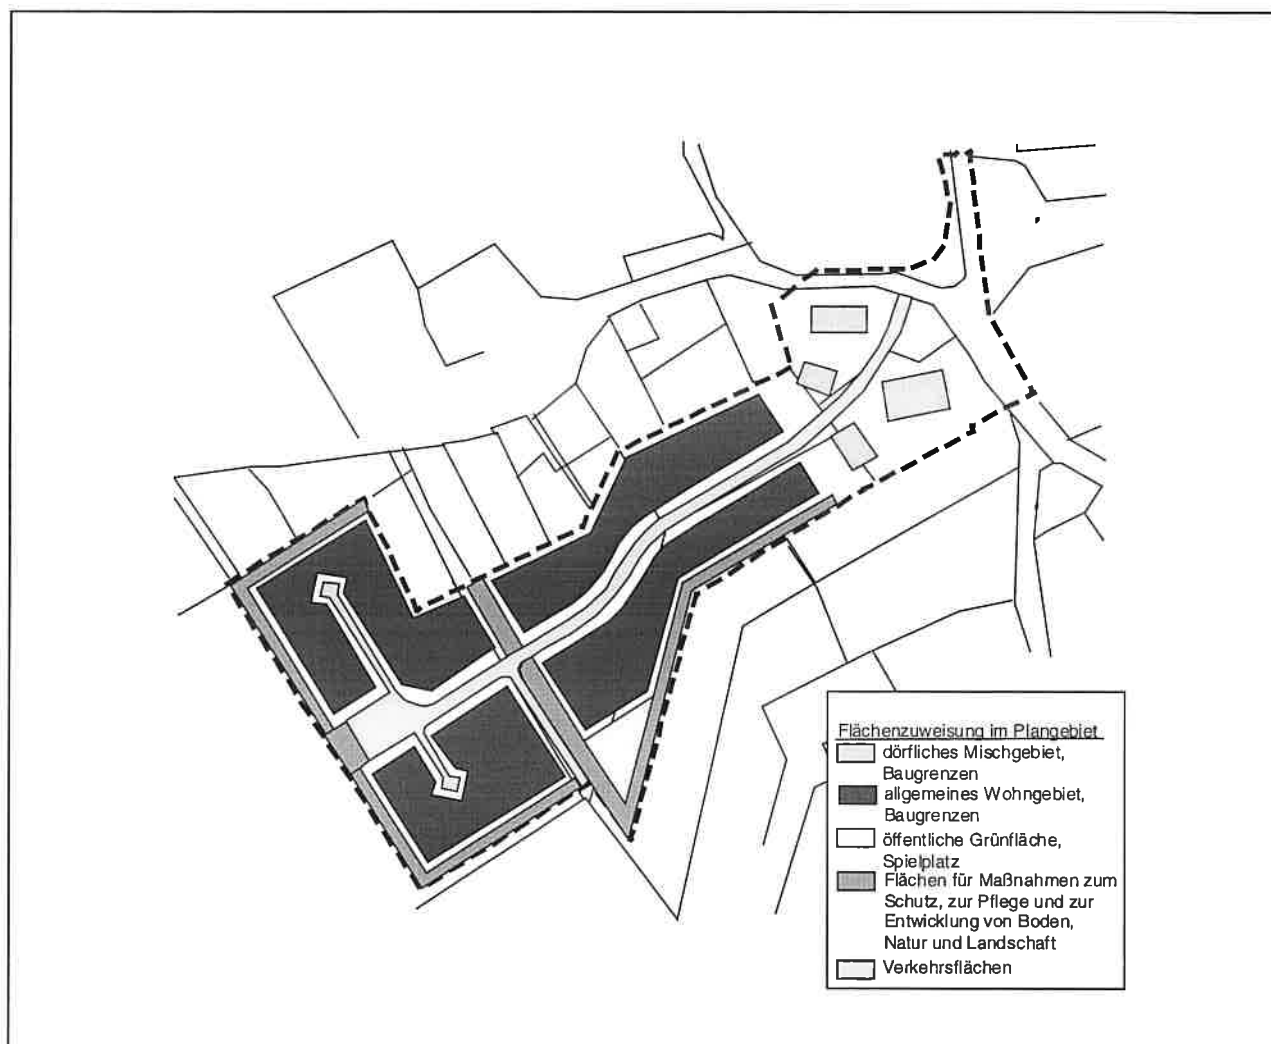 Flächenzuweisung im Plangebiet
dörfliches Mischgebiet,
Baugrenzen
allgemeines Wohngebiet,
Baugrenzen
öffentliche Grünfläche,
Spielplatz
Flächen für Maßnahmen zum
Schutz, zur Pflege und zur
Entwicklung von Boden,
Natur und Landschaft
Verkehrsflächen